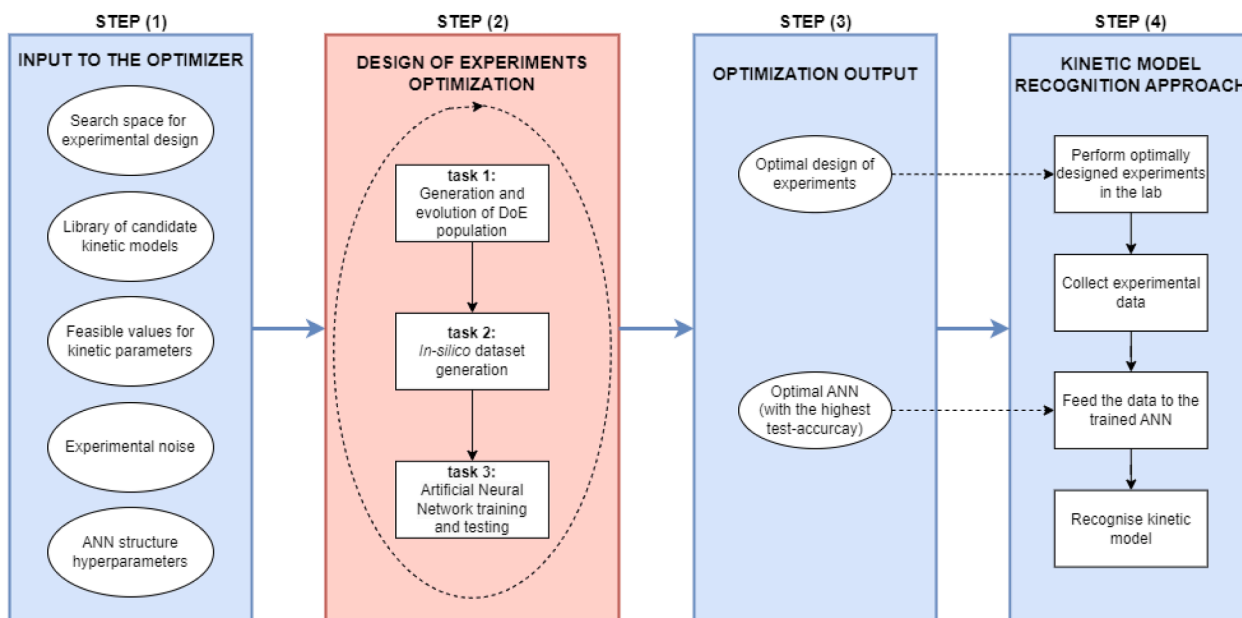 STEP (1)
INPUT TO THE OPTIMIZER
Search space for
experimental design
Library of candidate
kinetic models
Feasible values for
kinetic parameters
Experimental noise
ANN structure
hyperparameters
STEP (2)
DESIGN OF EXPERIMENTS
OPTIMIZATION
task 1:
Generation and
evolution of DoE
population
task 2:
In-silico dataset
generation
task 3:
Artificial Neural
Network training
and testing
STEP (3)
OPTIMIZATION OUTPUT
Optimal design of
experiments
Optimal ANN
(with the highest
test-accurcay)
STEP (4)
KINETIC MODEL
RECOGNITION APPROACH
Perform optimally
designed experiments
in the lab
Collect experimental
data
Feed the data to the
trained ANN
Recognise kinetic
model